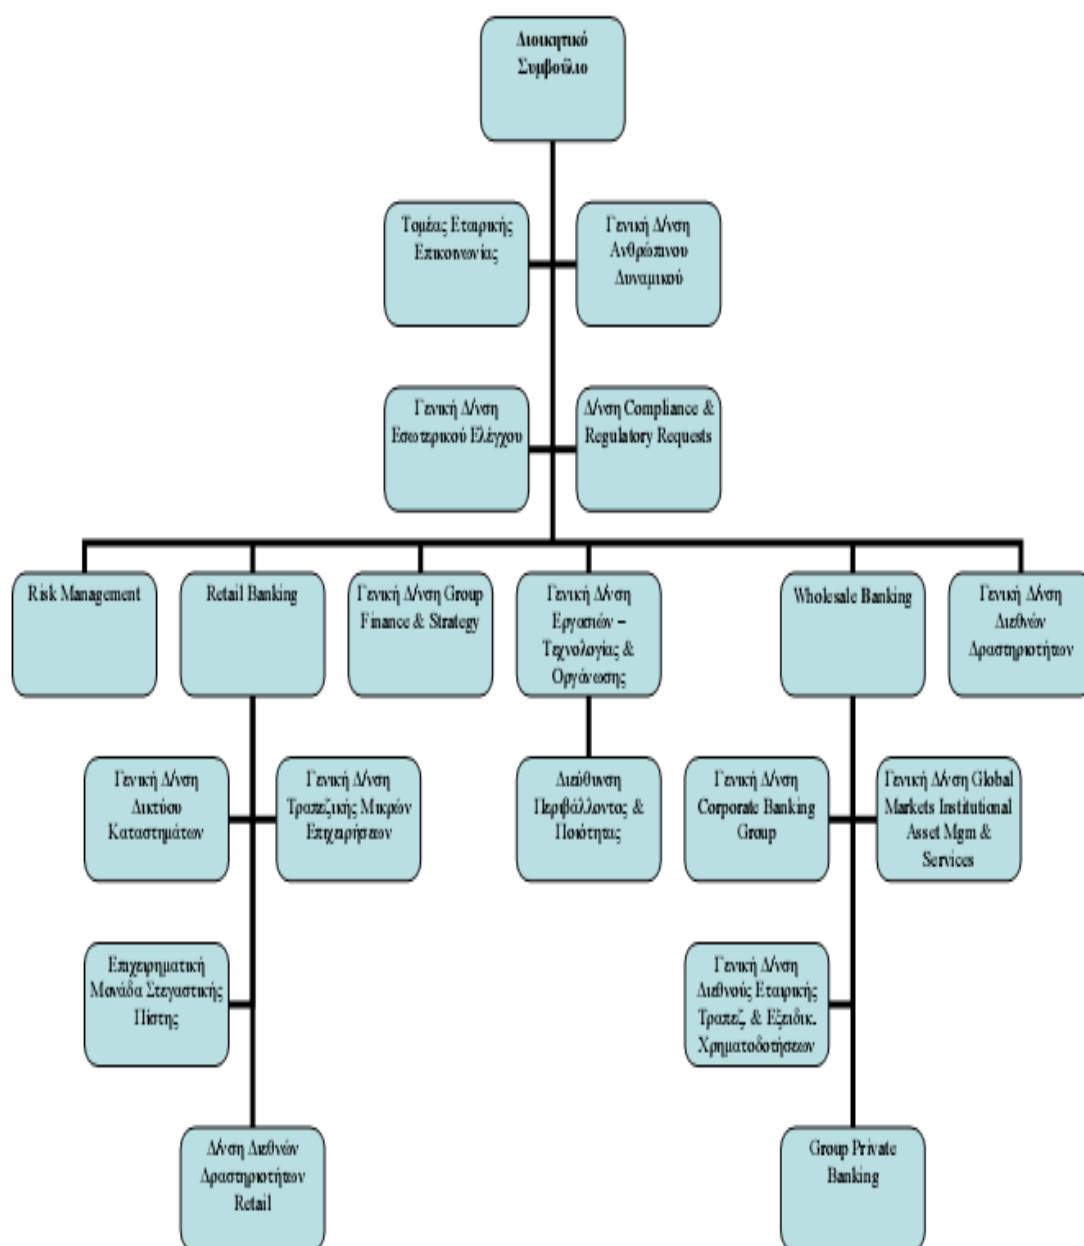 Διοικητικό
Συμβούλιο
Τομέας Εταιρικής
Επικοινωνίας
Γενική Δ/νση
Ανθρώπινου
Δυναμικού
Γενική Δ/νση
Εσωτερικού Ελέγχου
Δ/νση Compliance &
Regulatory Requests
Risk Management
Retail Banking
Γενική Δ/νση Group
Finance & Strategy
Γενική Δ/νση
Εργασιών –
Τεχνολογίας &
Οργάνωσης
Wholesale Banking
Γενική Δ/νση
Διεθνών
Δραστηριοτήτων
Γενική Δ/νση
Δικτύου
Καταστημάτων
Γενική Δ/νση
Τραπεζικής Μικρών
Επιχειρήσεων
Διεύθυνση
Περιβάλλοντος &
Ποιότητας
Γενική Δ/νση
Corporate Banking
Group
Γενική Δ/νση Global
Markets Institutional
Asset Mgm &
Services
Επιχειρηματική
Μονάδα Στεγαστικής
Πίστης
Γενική Δ/νση
Διεθνούς Εταιρικής
Τραπεζ. & Εξειδικ.
Χρηματοδοτήσεων
Δ/νση Διεθνών
Δραστηριοτήτων
Retail
Group Private
Banking